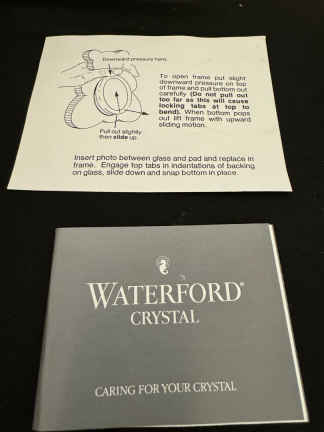 Downward pressure here.
Pull out slightly
then slide up.
To open frame put slight
downward pressure on top
of frame and pull bottom out
carefully (Do not pull out
too far as this will cause
locking tabs at top to
bend). When bottom pops
out lift frame with upward
sliding motion.
Insert photo between glass and pad and replace in
frame. Engage top tabs in indentations of backing
on glass, slide down and snap bottom in place.
WATERFORD®
CRYSTAL
CARING FOR YOUR CRYSTAL